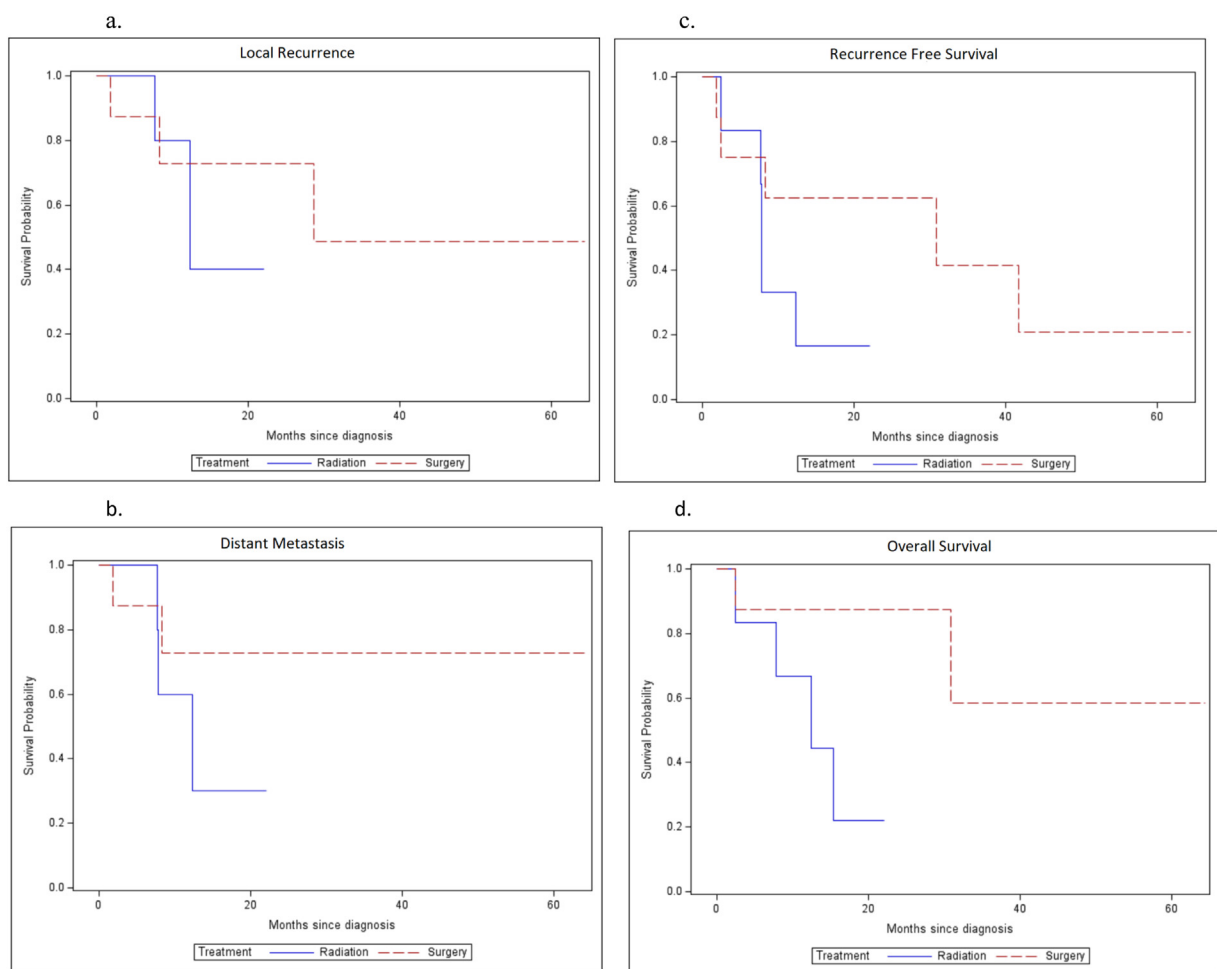 a.
Local Recurrence
1.0
0.8
0.6
0.4
0.2
0.0
Survival Probability
0 20 40 60
Months since diagnosis
Treatment Radiation Surgery
c.
Recurrence Free Survival
1.0
0.8
0.6
0.4
0.2
0.0
Survival Probability
0 20 40 60
Months since diagnosis
Treatment Radiation Surgery
b.
Distant Metastasis
1.0
0.8
0.6
0.4
0.2
0.0
Survival Probability
0 20 40 60
Months since diagnosis
Treatment Radiation Surgery
d.
Overall Survival
1.0
0.8
0.6
0.4
0.2
0.0
Survival Probability
0 20 40 60
Months since diagnosis
Treatment Radiation Surgery